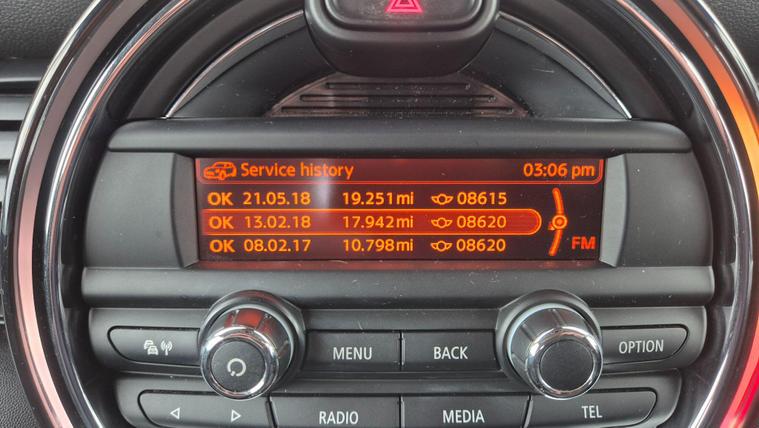 Service history 03:06 pm
OK 21.05.18 19.251mi 08615
OK 13.02.18 17.942mi 08620
OK 08.02.17 10.798mi 08620
FM
MENU BACK OPTION
RADIO MEDIA TEL